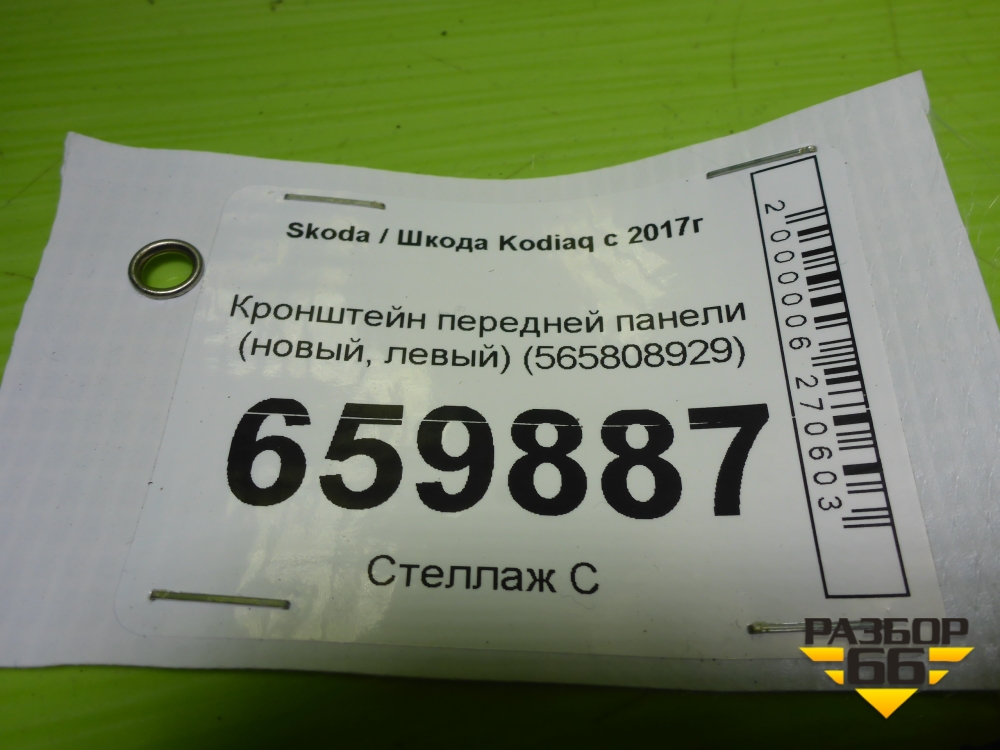 Skoda / Шкода Kodiaq с 2017г
Кронштейн передней панели
(новый, левый) (565808929)
659887
Стеллаж С
2000006270603
РАЗБОР
66